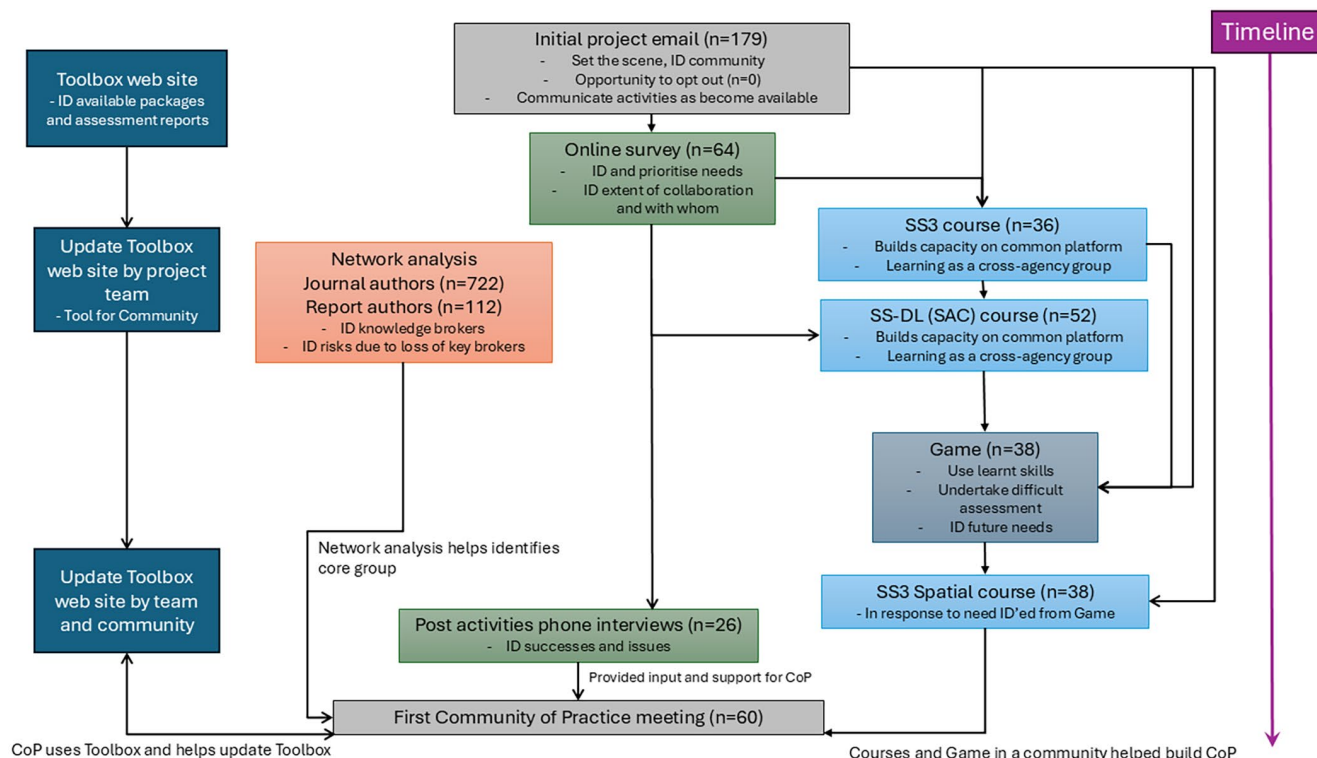 Timeline
Initial project email (n=179)
- Set the scene, ID community
- Opportunity to opt out (n=0)
- Communicate activities as become available
Toolbox web site
- ID available packages
and assessment reports
Online survey (n=64)
- ID and prioritise needs
- ID extent of collaboration
and with whom
SS3 course (n=36)
- Builds capacity on common platform
- Learning as a cross-agency group
Update Toolbox
web site by project
team
- Tool for Community
Network analysis
Journal authors (n=722)
Report authors (n=112)
- ID knowledge brokers
- ID risks due to loss of key brokers
SS-DL (SAC) course (n=52)
- Builds capacity on common platform
- Learning as a cross-agency group
Game (n=38)
- Use learnt skills
- Undertake difficult
assessment
- ID future needs
Network analysis helps identifies
core group
Update Toolbox
web site by team
and community
SS3 Spatial course (n=38)
- In response to need ID’ed from Game
Post activities phone interviews (n=26)
- ID successes and issues
Provided input and support for CoP
First Community of Practice meeting (n=60)
CoP uses Toolbox and helps update Toolbox
Courses and Game in a community helped build CoP